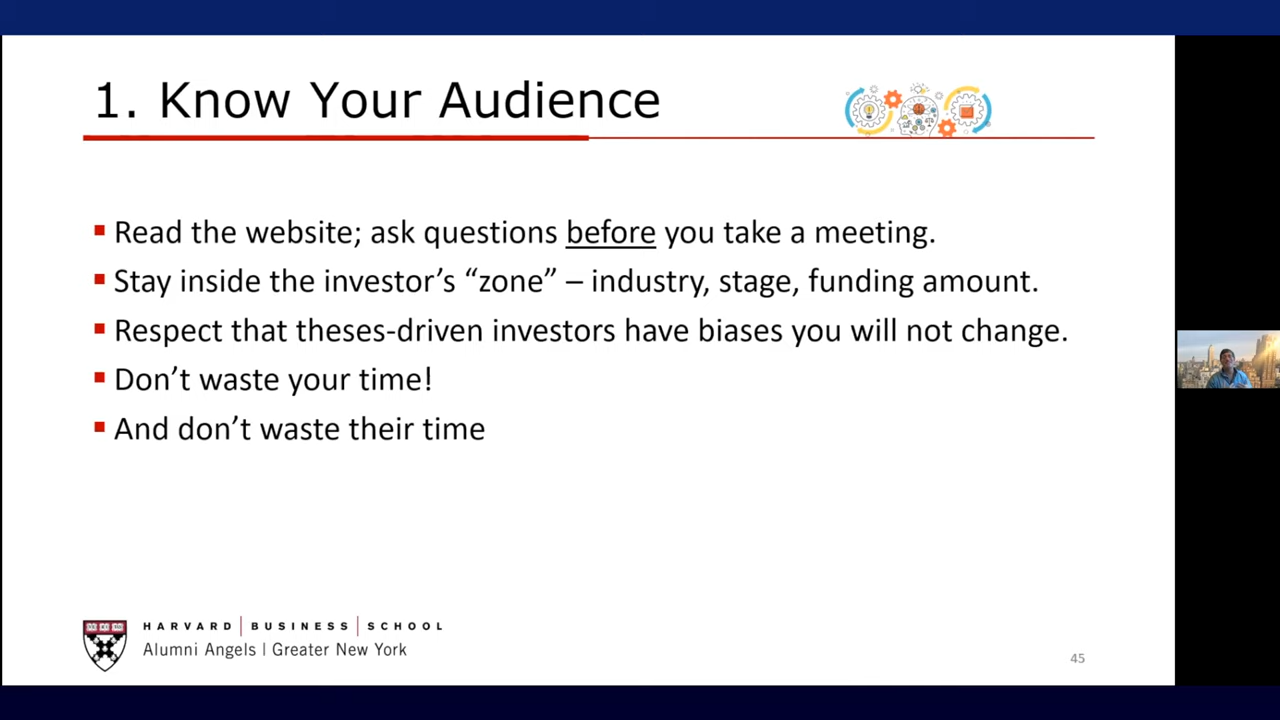 1. Know Your Audience
Read the website; ask questions before you take a meeting.
Stay inside the investor’s “zone” – industry, stage, funding amount.
Respect that theses-driven investors have biases you will not change.
Don’t waste your time!
And don’t waste their time
HARVARD | BUSINESS | SCHOOL
Alumni Angels | Greater New York
45